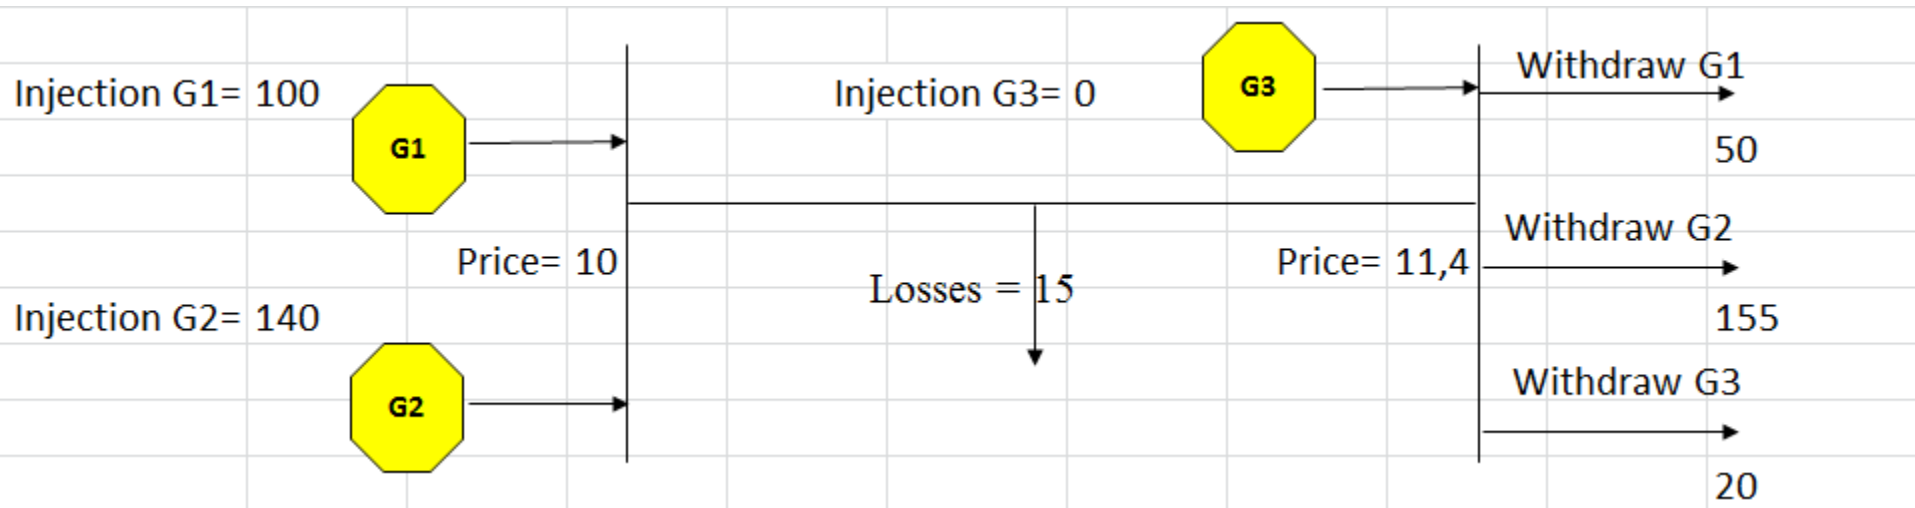 Withdraw G1
Injection G1= 100
Injection G3= 0
G3
G1
50
Withdraw G2
Price= 10
Price= 11,4
Losses = 15
Injection G2= 140
155
Withdraw G3
G2
20